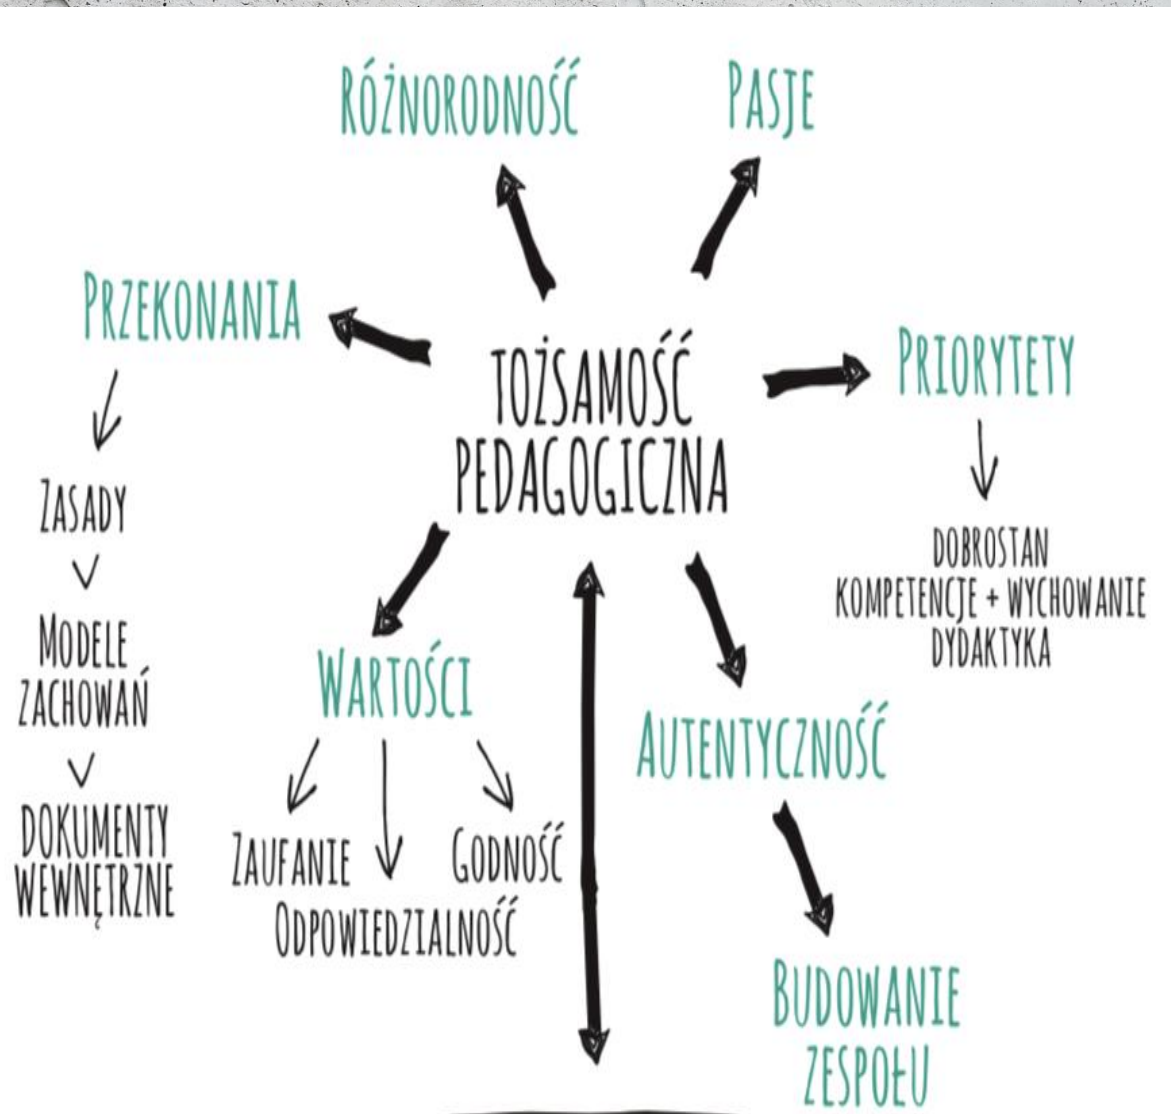 RÓŻNORODNOŚĆ
PASJE
PRZEKONANIA
PRIORYTETY
TOŻSAMOŚĆ
PEDAGOGICZNA
ZASADY
MODELE
ZACHOWAŃ
DOKUMENTY
WEWNĘTRZNE
DOBROSTAN
KOMPETENCJE + WYCHOWANIE
DYDAKTYKA
WARTOŚCI
ZAUFANIE
GODNOŚĆ
ODPOWIEDZIALNOŚĆ
AUTENTYCZNOŚĆ
BUDOWANIE
ZESPOŁU